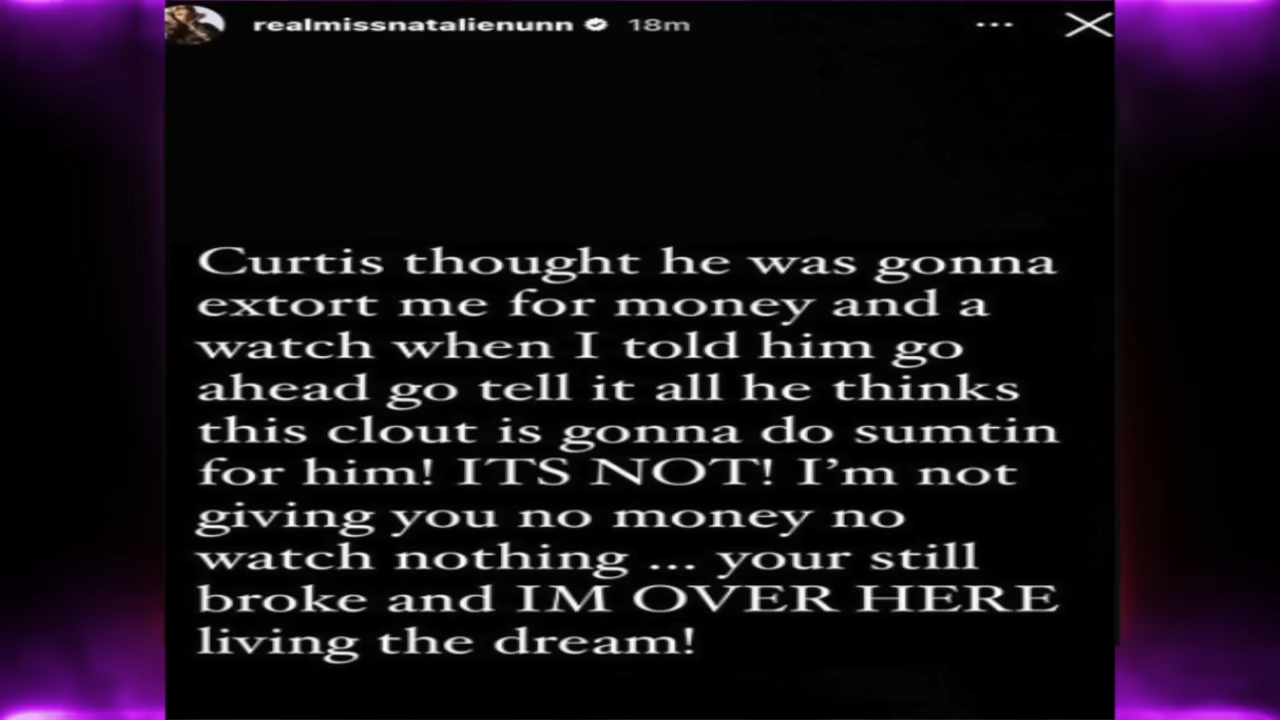 realmissnatalienunn 18m
Curtis thought he was gonna
extort me for money and a
watch when I told him go
ahead go tell it all he thinks
this clout is gonna do sumtin
for him! ITS NOT! I'm not
giving you no money no
watch nothing ... your still
broke and IM OVER HERE
living the dream!